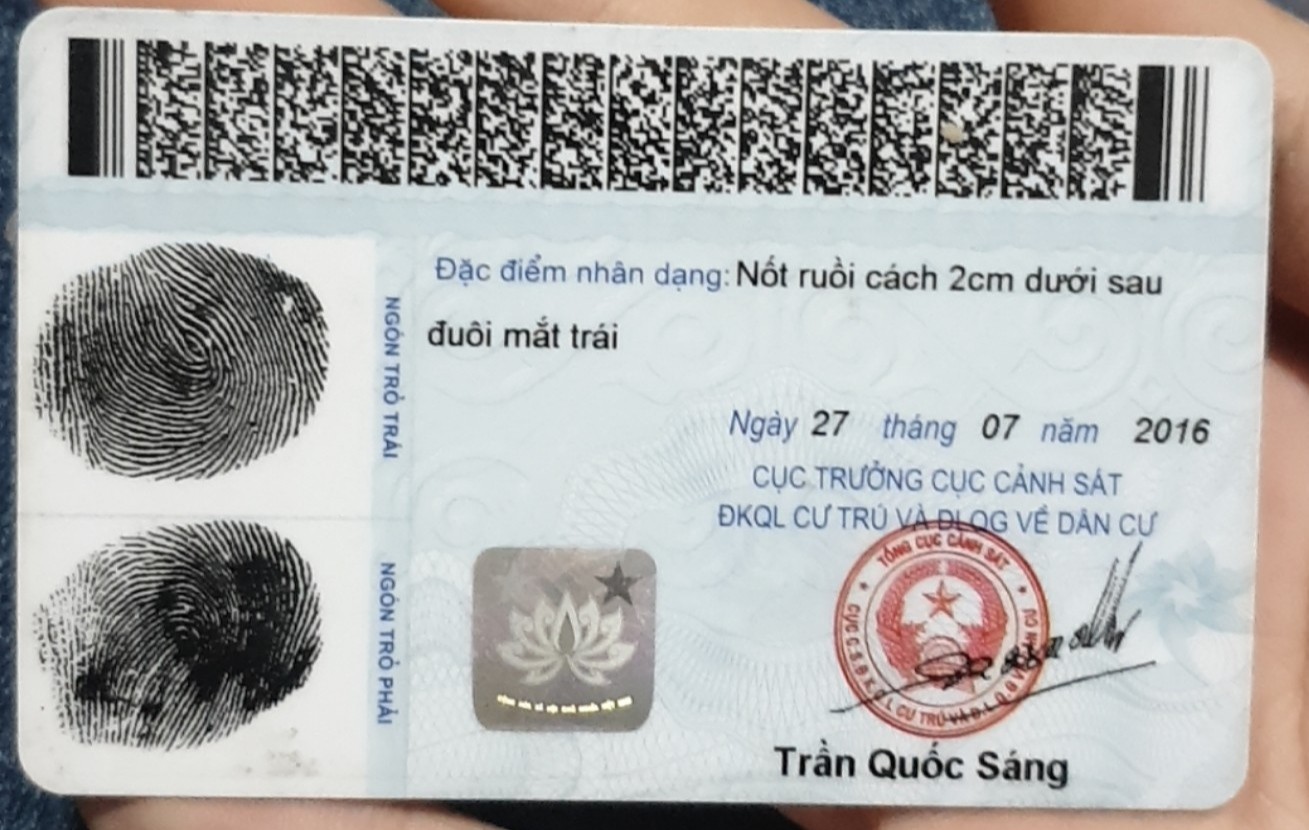 Đặc điểm nhân dạng: Nốt ruồi cách 2cm dưới sau
đuôi mắt trái
NGÓN TRỎ TRÁI
Ngày 27 tháng 07 năm 2016
CỤC TRƯỞNG CỤC CẢNH SÁT
ĐKQL CƯ TRÚ VÀ DLQG VỀ DÂN CƯ
NGÓN TRỎ PHẢI
TỔNG CỤC CẢNH SÁT
Trần Quốc Sáng